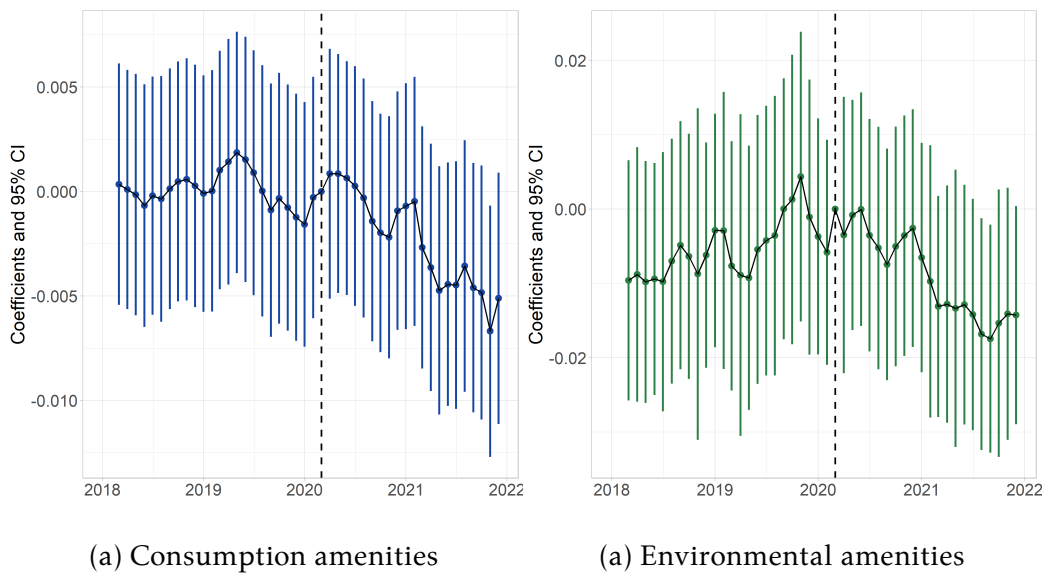 Coefficients and 95% CI
0.005
0.000
-0.005
-0.010
2018 2019 2020 2021 2022
(a) Consumption amenities
Coefficients and 95% CI
0.02
0.00
-0.02
2018 2019 2020 2021 2022
(a) Environmental amenities